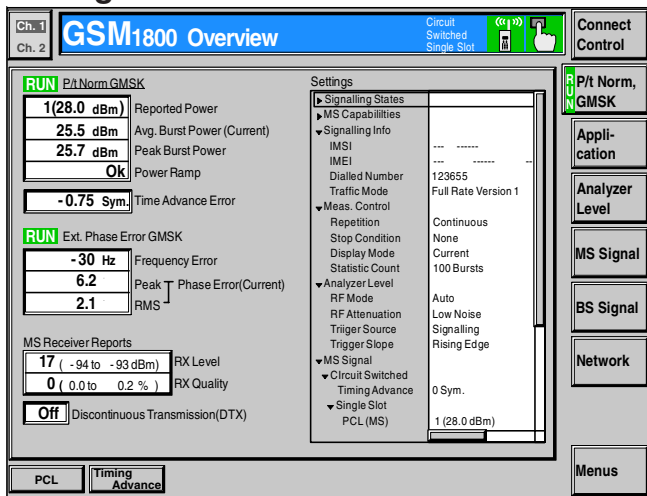 Ch. 1
Ch. 2
GSM1800 Overview
Circuit
Switched
Single Slot
Connect
Control
RUN P/t Norm GMSK
1(28.0 dBm) Reported Power
25.5 dBm Avg. Burst Power (Current)
25.7 dBm Peak Burst Power
Ok Power Ramp
-0.75 Sym. Time Advance Error
RUN Ext. Phase Error GMSK
-30 Hz Frequency Error
6.2 Peak Phase Error(Current)
2.1 RMS
MS Receiver Reports
17 ( -94 to -93 dBm) RX Level
0 ( 0.0 to 0.2 % ) RX Quality
Off Discontinuous Transmission(DTX)
Settings
Signalling States
MS Capabililties
Signalling Info
IMSI --- ------
IMEI --- ------ --
Dialled Number 123655
Traffic Mode Full Rate Version 1
Meas. Control
Repetition Continuous
Stop Condition None
Display Mode Current
Statistic Count 100 Bursts
Analyzer Level
RF Mode Auto
RF Attenuation Low Noise
Triiger Source Signalling
Trigger Slope Rising Edge
MS Signal
CIrcuit Switched
Timing Advance 0 Sym.
Single Slot
PCL (MS) 1 (28.0 dBm)
RUN
P/t Norm,
GMSK
Appli-
cation
Analyzer
Level
MS Signal
BS Signal
Network
Menus
PCL
Timing
Advance